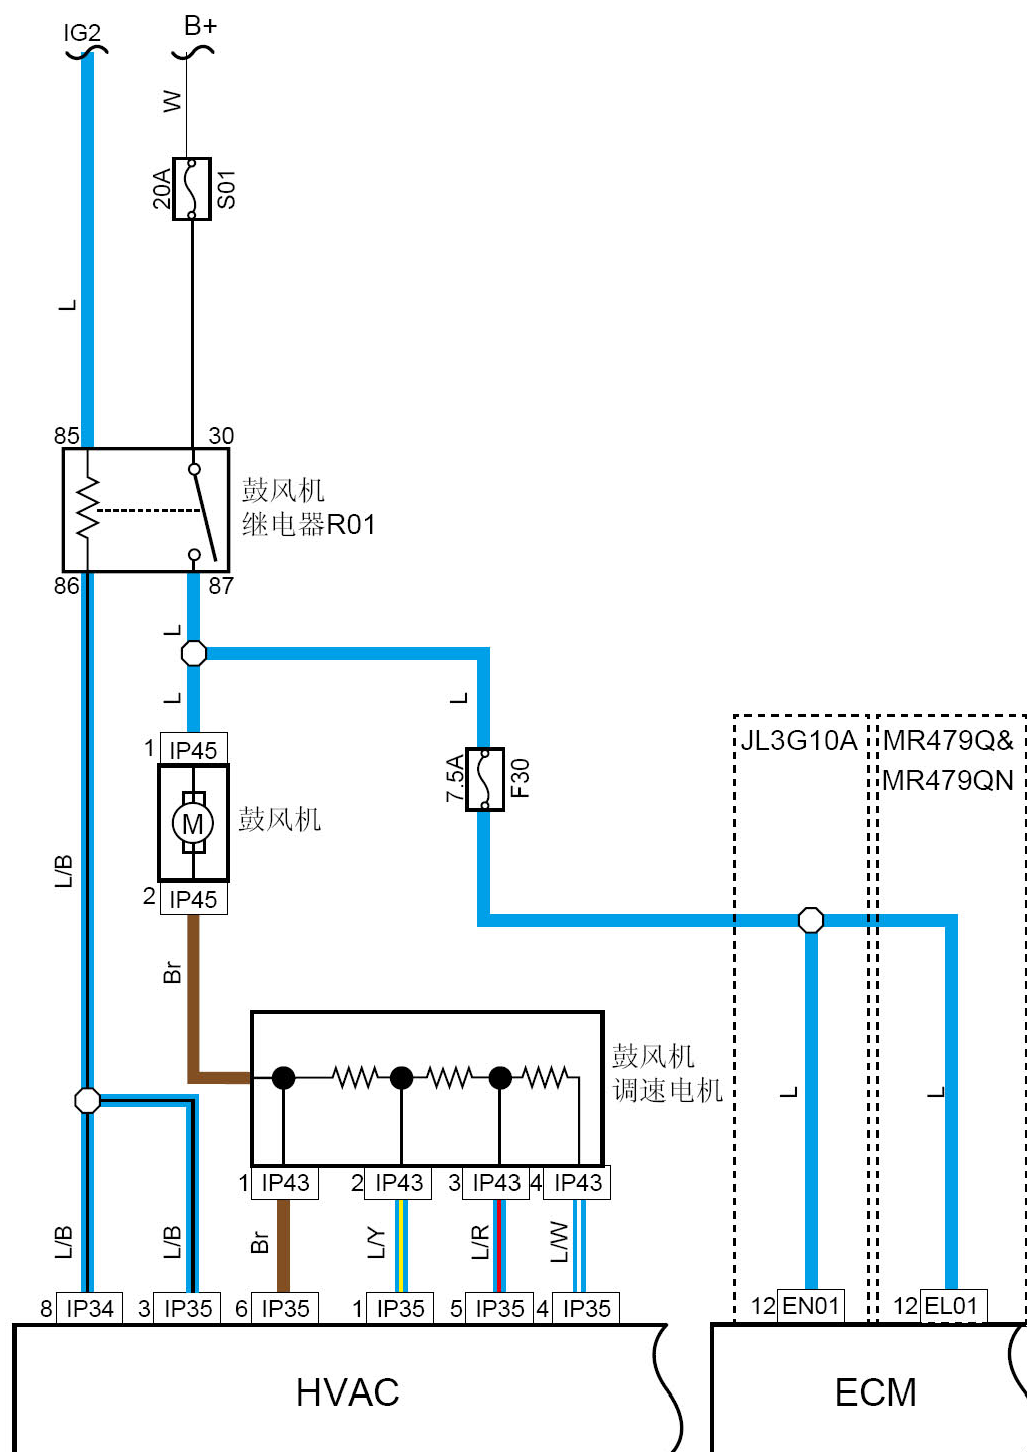 IG2
B+
W
20A
S01
L
85
30
鼓风机
继电器R01
86
87
L
L
L
1
IP45
7.5A
F30
JL3G10A
MR479Q&
MR479QN
M
鼓风机
L/B
2
IP45
Br
鼓风机
调速电机
L
L
1
IP43
2
IP43
3
IP43
4
IP43
L/B
L/B
Br
L/Y
L/R
L/W
8
IP34
3
IP35
6
IP35
1
IP35
5
IP35
4
IP35
12
EN01
12
EL01
HVAC
ECM